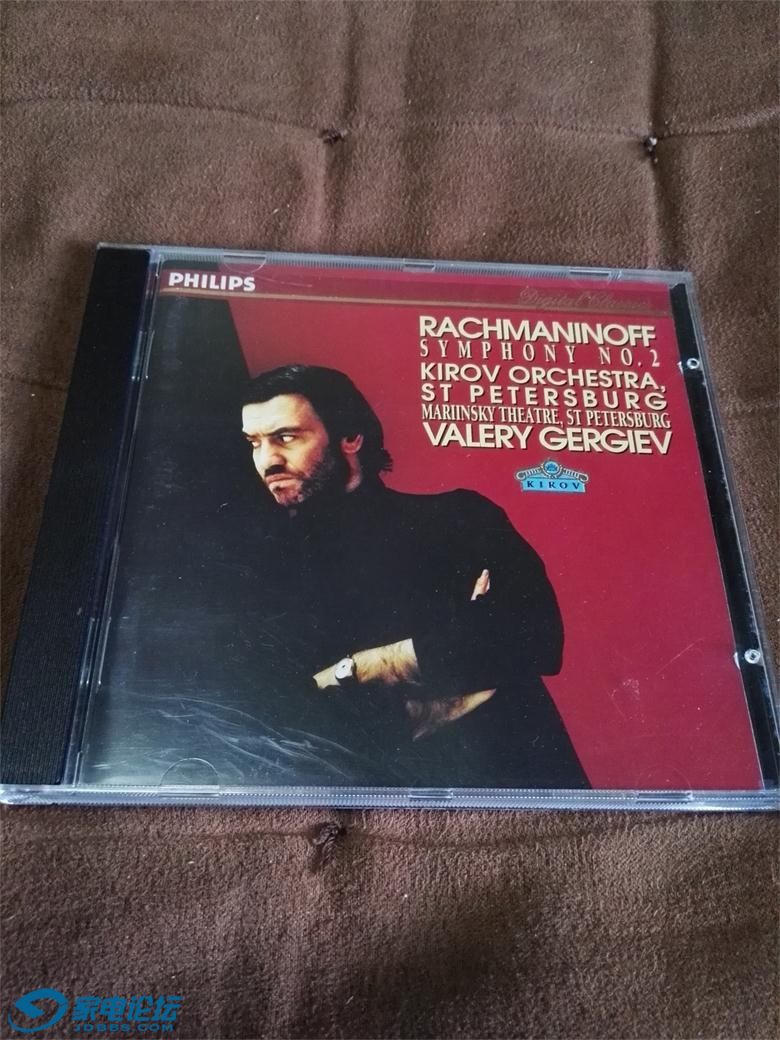 PHILIPS
Digital Classics
RACHMANINOFF
SYMPHONY NO. 2
KIROV ORCHESTRA,
ST PETERSBURG
MARIINSKY THEATRE, ST PETERSBURG
VALERY GERGIEV
KIROV
家电论坛
JDBBS.COM